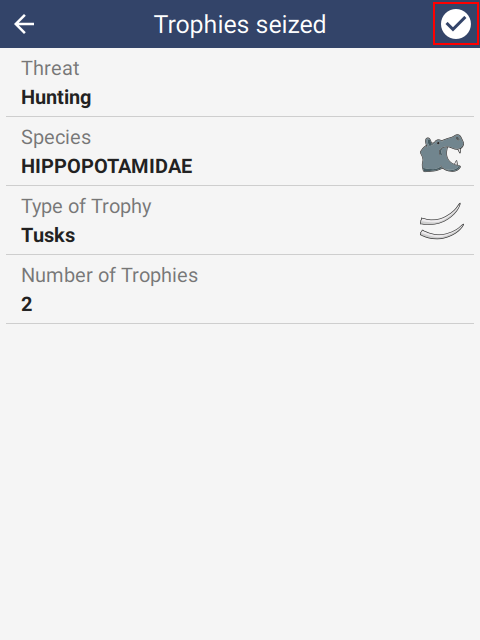 Trophies seized
Threat
Hunting
Species
HIPPOPOTAMIDAE
Type of Trophy
Tusks
Number of Trophies
2